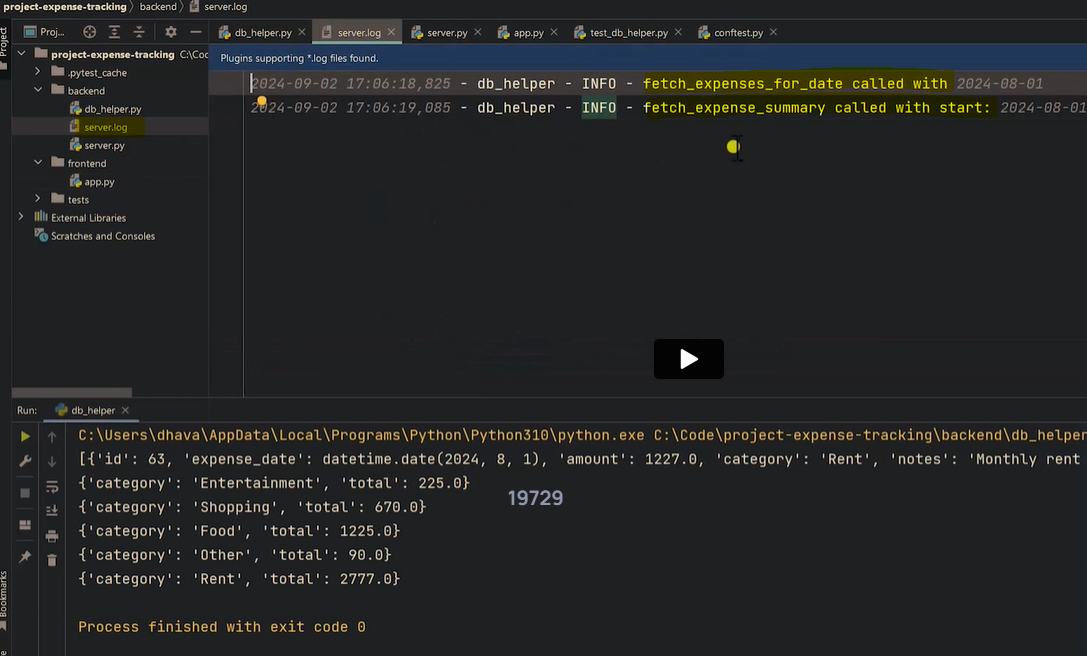 project-expense-tracking › backend › server.log
Project
Proj...
db_helper.py
server.log
server.py
app.py
test_db_helper.py
conftest.py
Plugins supporting *.log files found.
project-expense-tracking C:\Cod
.pytest_cache
backend
db_helper.py
server.log
server.py
frontend
app.py
tests
External Libraries
Scratches and Consoles
2024-09-02 17:06:18,825 - db_helper - INFO - fetch_expenses_for_date called with 2024-08-01
2024-09-02 17:06:19,085 - db_helper - INFO - fetch_expense_summary called with start: 2024-08-01
Run: db_helper
C:\Users\dhava\AppData\Local\Programs\Python\Python310\python.exe C:\Code\project-expense-tracking\backend\db_helper
[{'id': 63, 'expense_date': datetime.date(2024, 8, 1), 'amount': 1227.0, 'category': 'Rent', 'notes': 'Monthly rent
{'category': 'Entertainment', 'total': 225.0}
{'category': 'Shopping', 'total': 670.0}
{'category': 'Food', 'total': 1225.0}
{'category': 'Other', 'total': 90.0}
{'category': 'Rent', 'total': 2777.0}
19729
Process finished with exit code 0
Bookmarks